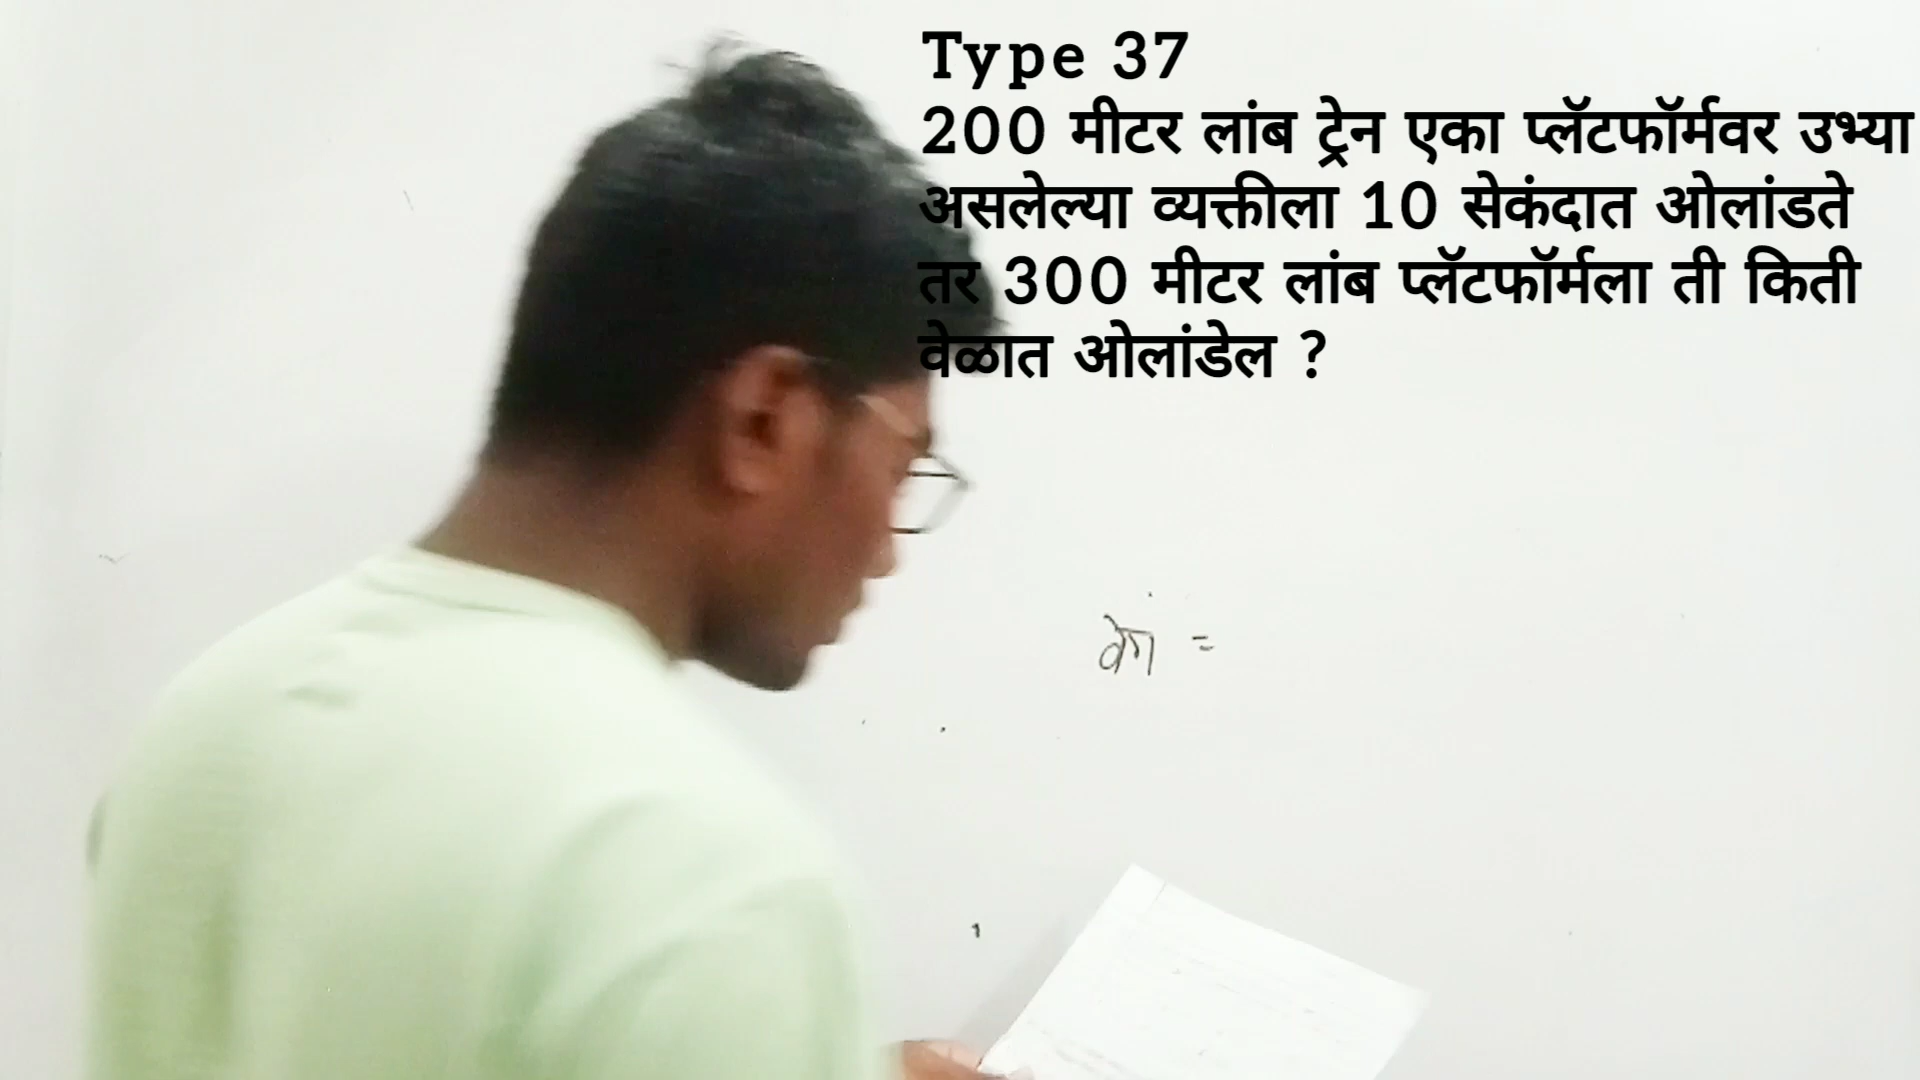 Type 37
200 मीटर लांब ट्रेन एका प्लॅटफॉर्मवर उभ्या
असलेल्या व्यक्तीला 10 सेकंदात ओलांडते
तर 300 मीटर लांब प्लॅटफॉर्मला ती किती
वेळात ओलांडेल ?
वेग =